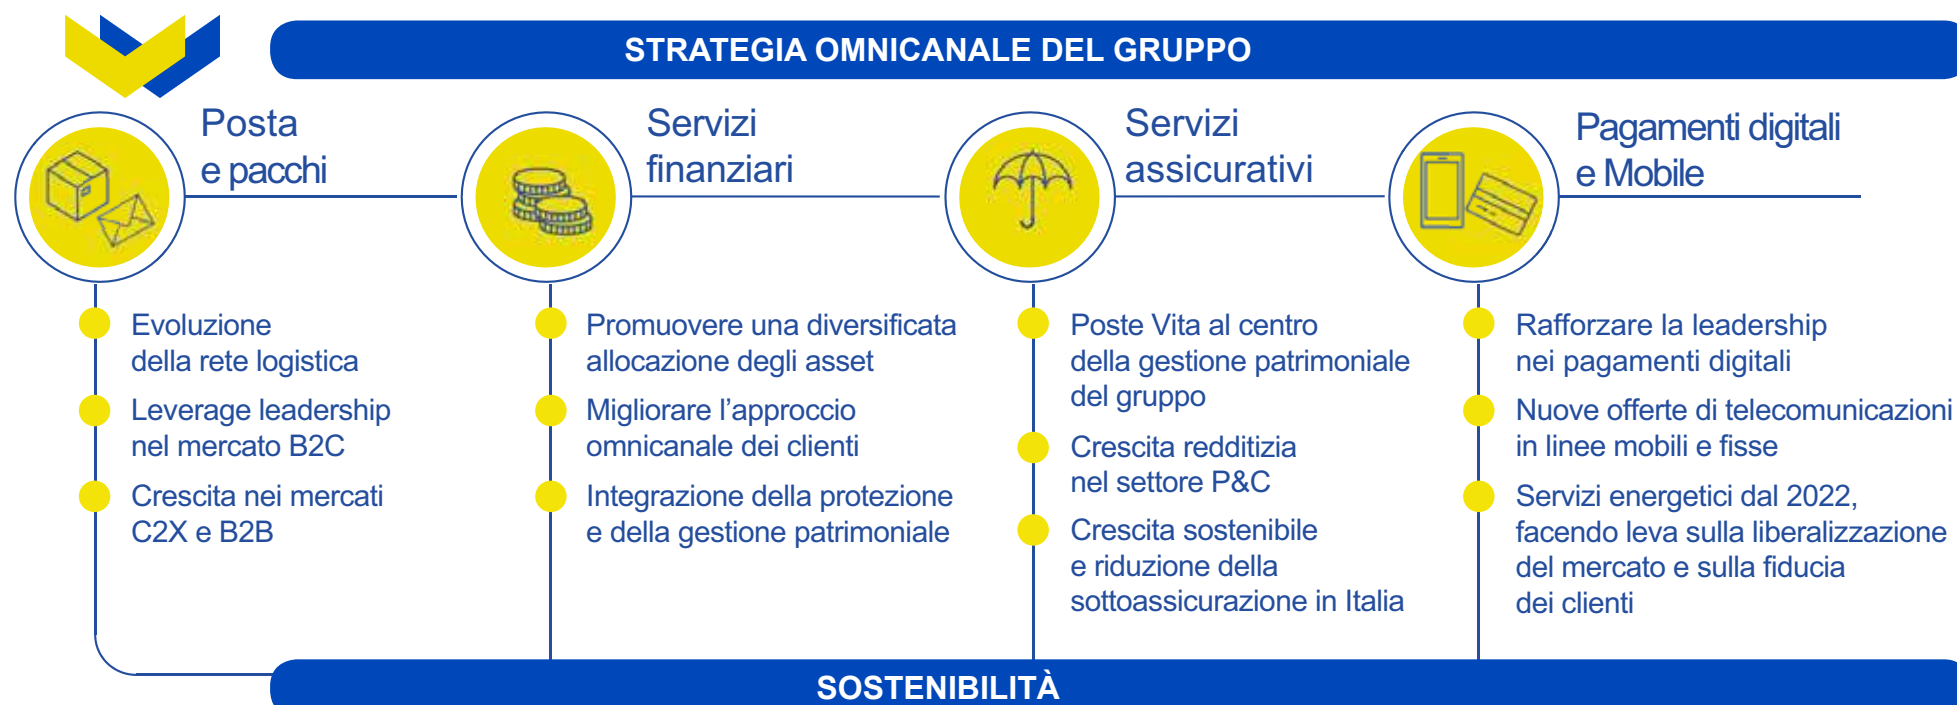 STRATEGIA OMNICANALE DEL GRUPPO
Posta
e pacchi
Evoluzione
della rete logistica
Leverage leadership
nel mercato B2C
Crescita nei mercati
C2X e B2B
Servizi
finanziari
Promuovere una diversificata
allocazione degli asset
Migliorare l’approccio
omnicanale dei clienti
Integrazione della protezione
e della gestione patrimoniale
Servizi
assicurativi
Poste Vita al centro
della gestione patrimoniale
del gruppo
Crescita redditizia
nel settore P&C
Crescita sostenibile
e riduzione della
sottoassicurazione in Italia
Pagamenti digitali
e Mobile
Rafforzare la leadership
nei pagamenti digitali
Nuove offerte di telecomunicazioni
in linee mobili e fisse
Servizi energetici dal 2022,
facendo leva sulla liberalizzazione
del mercato e sulla fiducia
dei clienti
SOSTENIBILITÀ